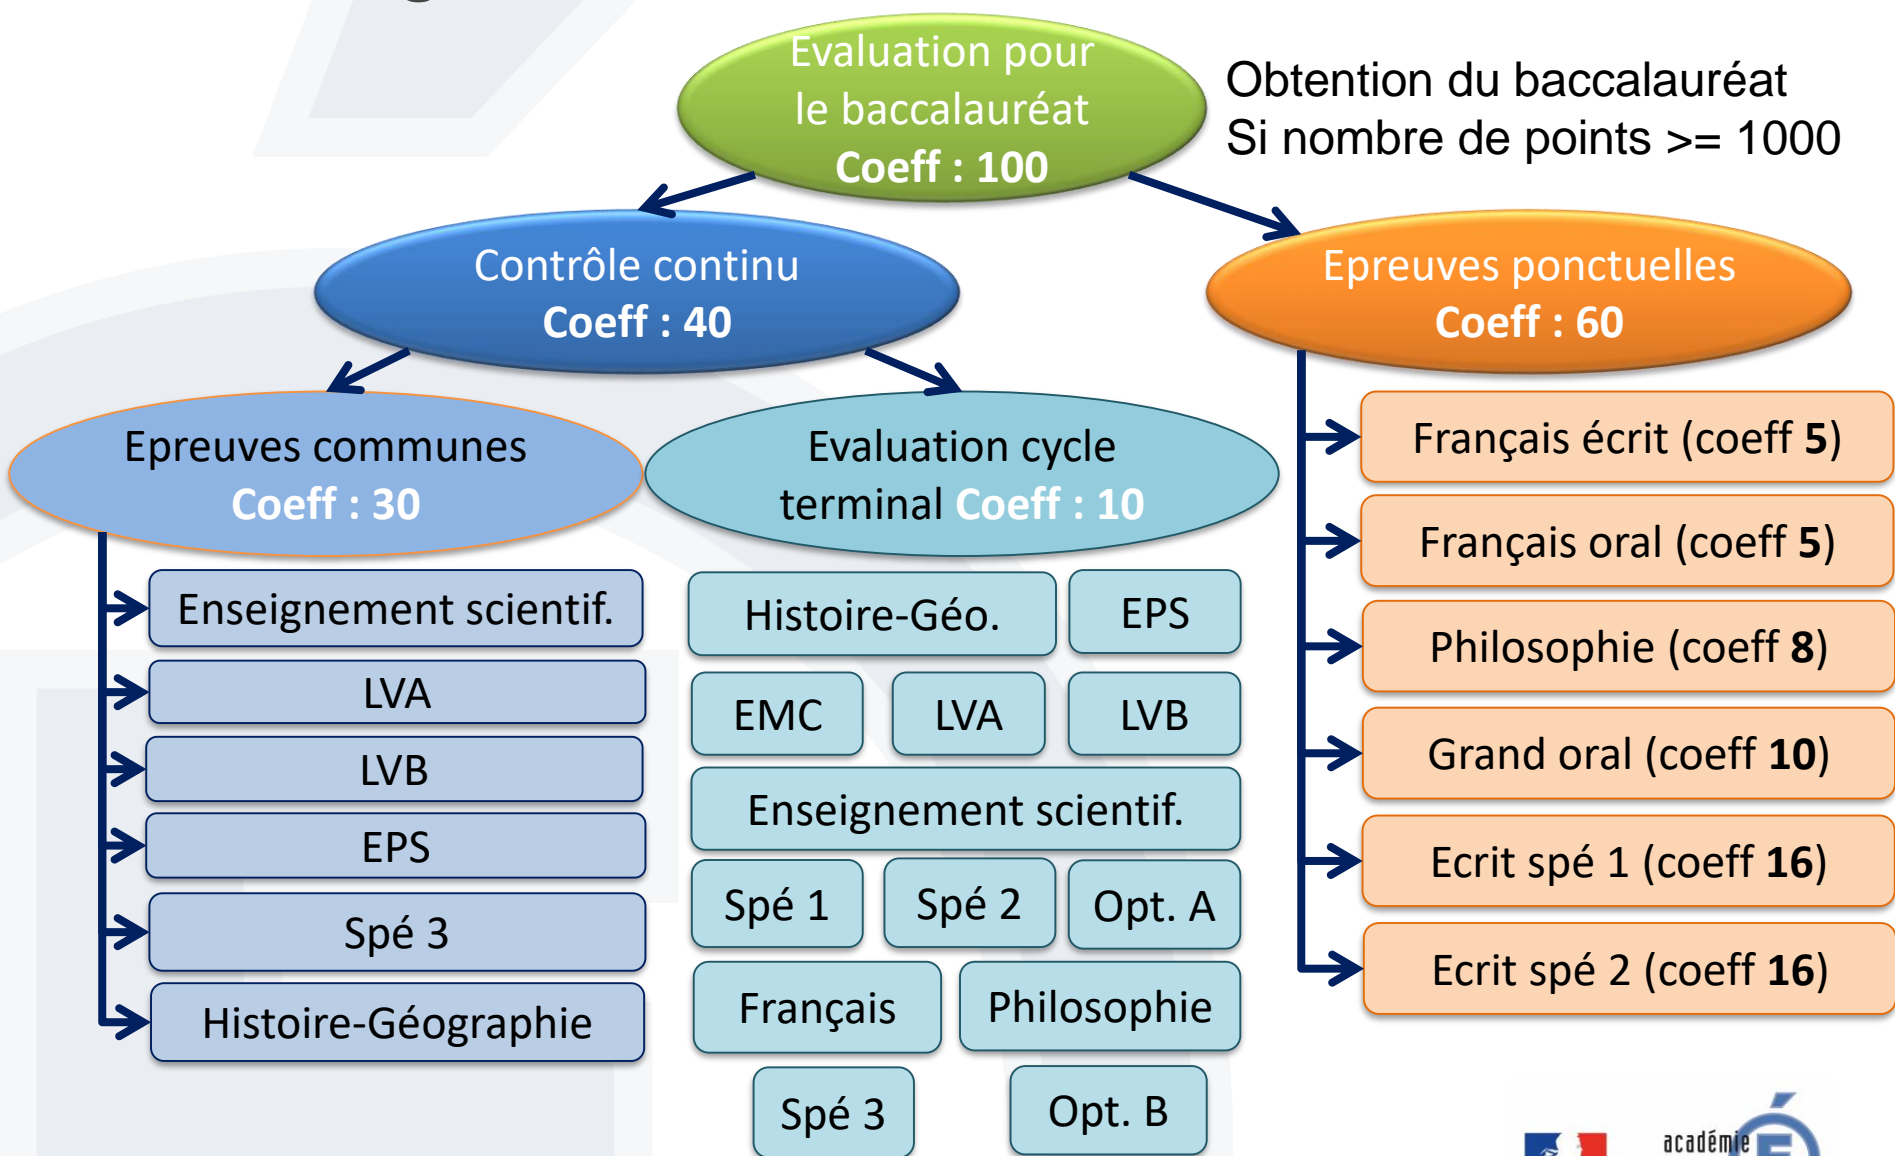 Evaluation pour
le baccalauréat
Coeff : 100
Obtention du baccalauréat
Si nombre de points >= 1000
Contrôle continu
Coeff : 40
Epreuves ponctuelles
Coeff : 60
Epreuves communes
Coeff : 30
Evaluation cycle
terminal Coeff : 10
Enseignement scientif.
LVA
LVB
EPS
Spé 3
Histoire-Géographie
Histoire-Géo.
EPS
EMC
LVA
LVB
Enseignement scientif.
Spé 1
Spé 2
Opt. A
Français
Philosophie
Spé 3
Opt. B
Français écrit (coeff 5)
Français oral (coeff 5)
Philosophie (coeff 8)
Grand oral (coeff 10)
Ecrit spé 1 (coeff 16)
Ecrit spé 2 (coeff 16)
académie